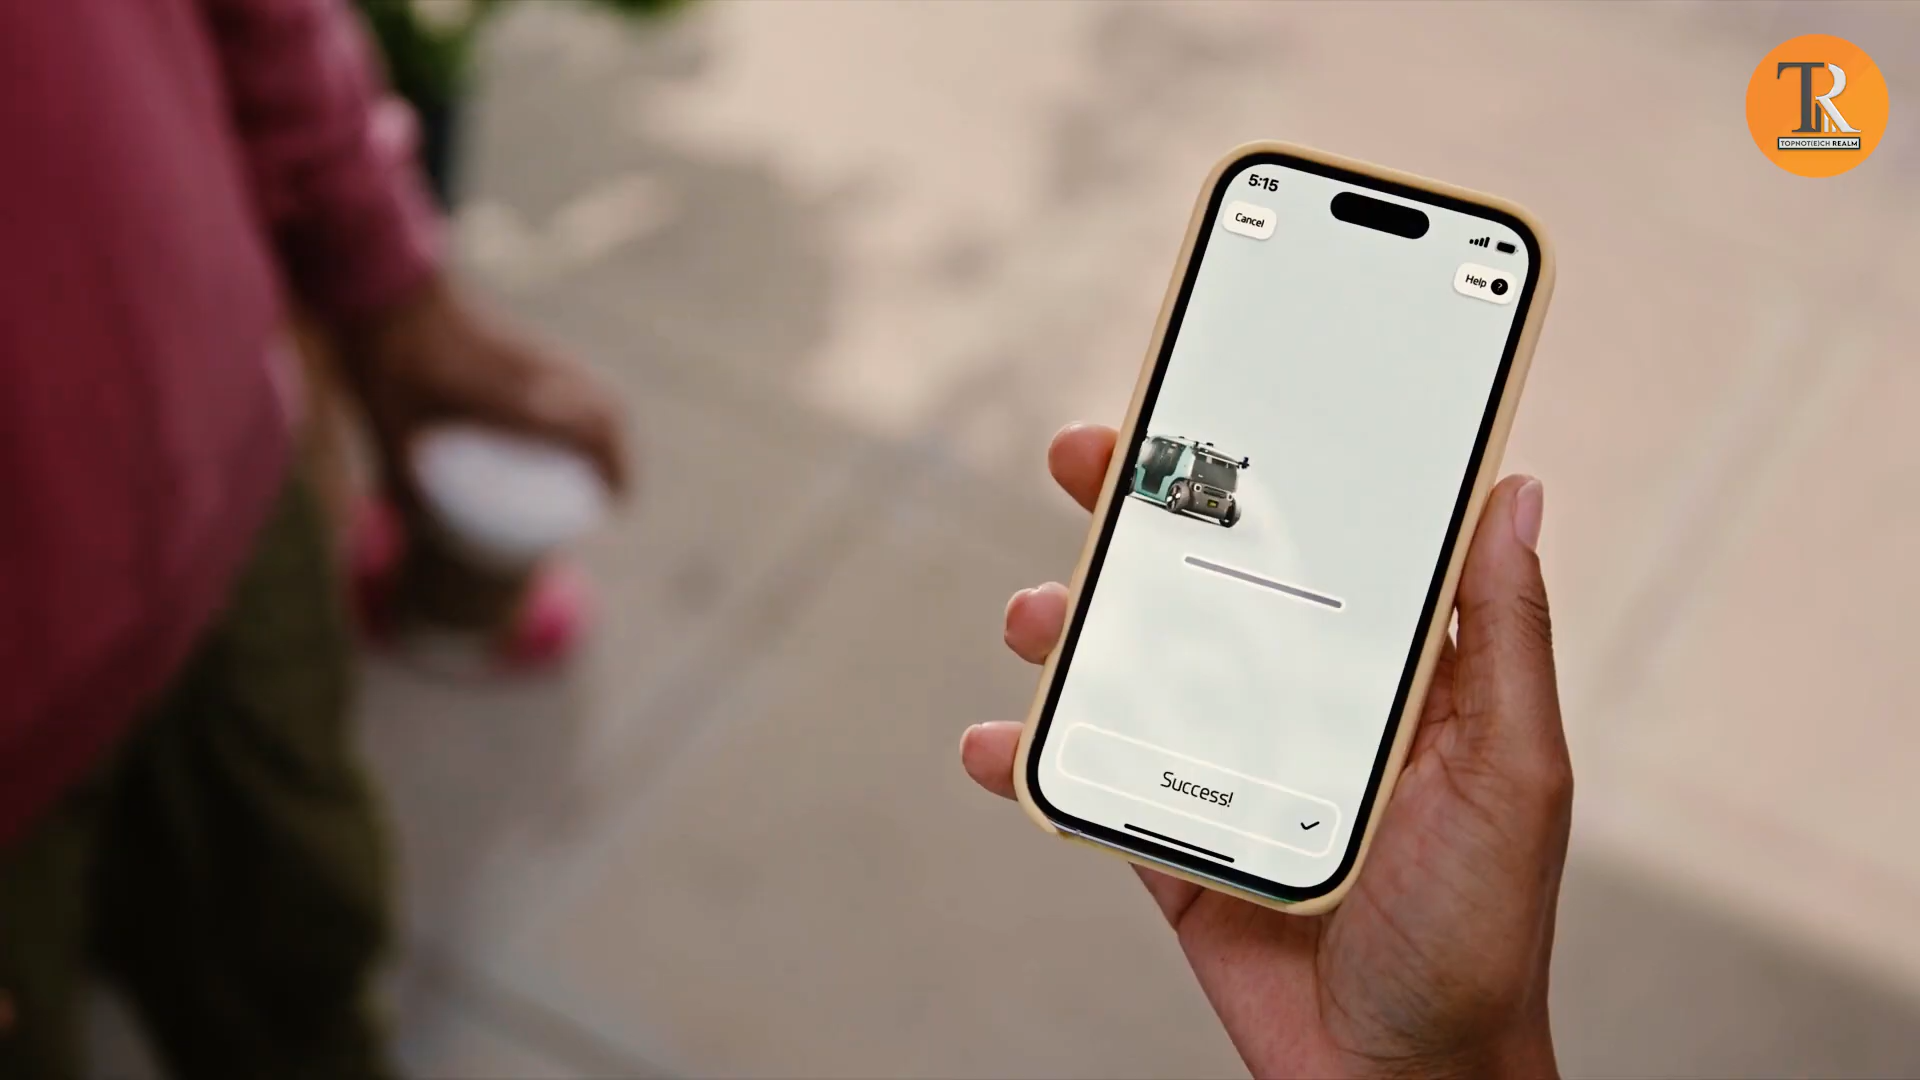 TR
TOPNOT(E)CH REALM
5:15
Cancel
Help ?
Success!